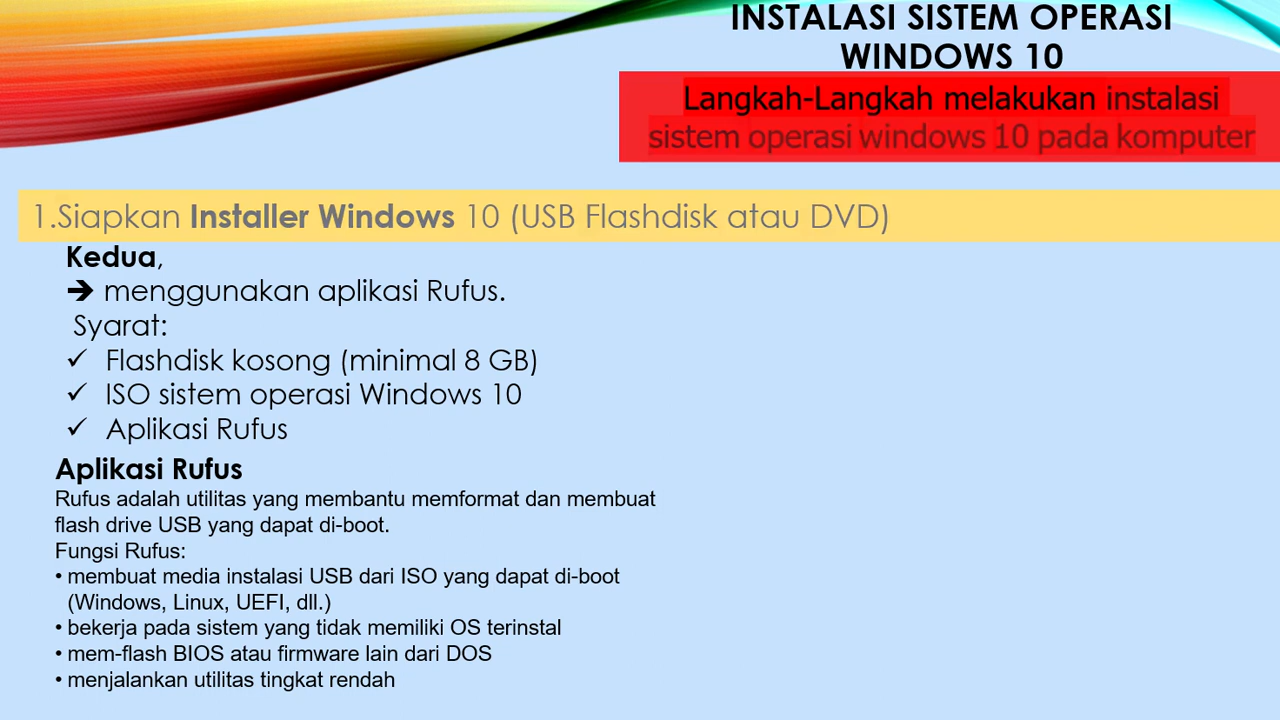 INSTALASI SISTEM OPERASI
WINDOWS 10
Langkah-Langkah melakukan instalasi
sistem operasi windows 10 pada komputer
1.Siapkan Installer Windows 10 (USB Flashdisk atau DVD)
Kedua,
➔ menggunakan aplikasi Rufus.
Syarat:
✓ Flashdisk kosong (minimal 8 GB)
✓ ISO sistem operasi Windows 10
✓ Aplikasi Rufus
Aplikasi Rufus
Rufus adalah utilitas yang membantu memformat dan membuat
flash drive USB yang dapat di-boot.
Fungsi Rufus:
• membuat media instalasi USB dari ISO yang dapat di-boot
(Windows, Linux, UEFI, dll.)
• bekerja pada sistem yang tidak memiliki OS terinstal
• mem-flash BIOS atau firmware lain dari DOS
• menjalankan utilitas tingkat rendah